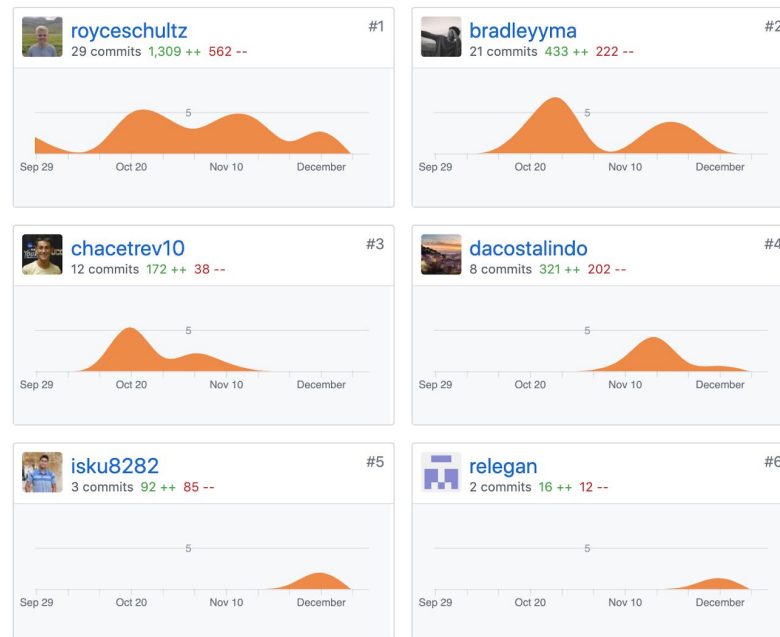 royceschultz #1
29 commits 1,309 ++ 562 --
5
Sep 29 Oct 20 Nov 10 December
bradleyyma #2
21 commits 433 ++ 222 --
5
Sep 29 Oct 20 Nov 10 December
chacetrev10 #3
12 commits 172 ++ 38 --
5
Sep 29 Oct 20 Nov 10 December
dacostalindo #4
8 commits 321 ++ 202 --
5
Sep 29 Oct 20 Nov 10 December
isku8282 #5
3 commits 92 ++ 85 --
5
Sep 29 Oct 20 Nov 10 December
relegan #6
2 commits 16 ++ 12 --
5
Sep 29 Oct 20 Nov 10 December